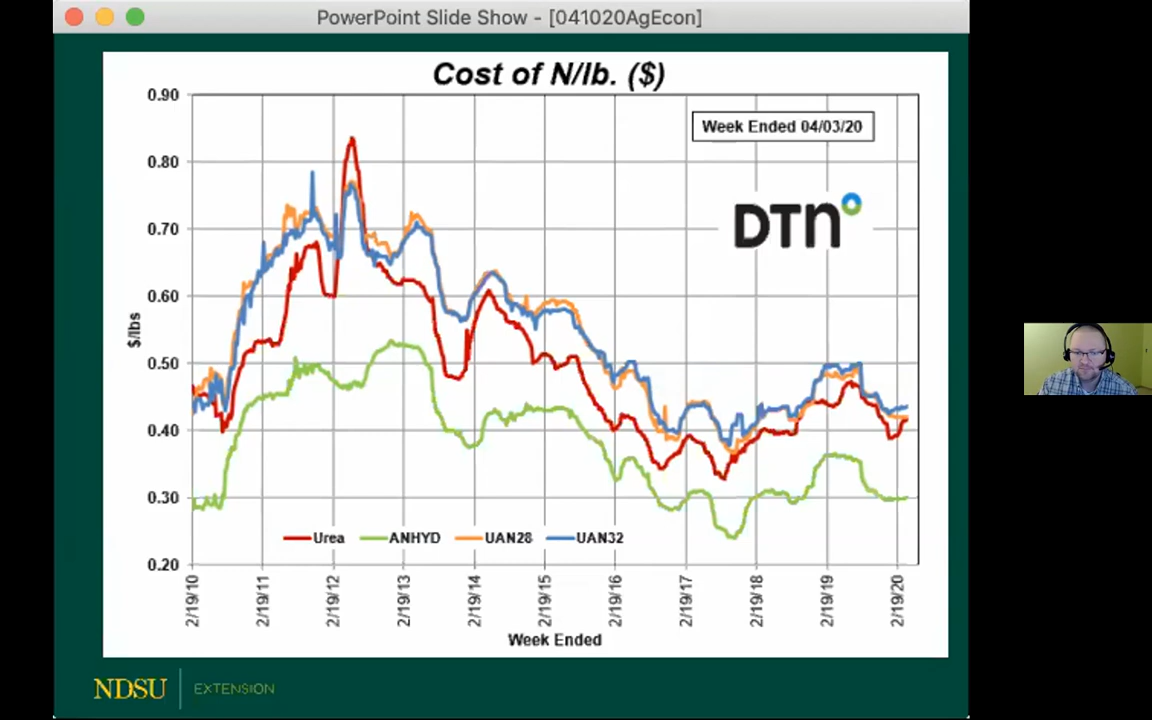 PowerPoint Slide Show - [041020AgEcon]
Cost of N/lb. ($)
0.90
Week Ended 04/03/20
0.80
DTN
0.70
0.60
$/lbs
0.50
0.40
0.30
Urea ANHYD UAN28 UAN32
0.20
2/19/10 2/19/11 2/19/12 2/19/13 2/19/14 2/19/15 2/19/16 2/19/17 2/19/18 2/19/19 2/19/20
Week Ended
NDSU EXTENSION